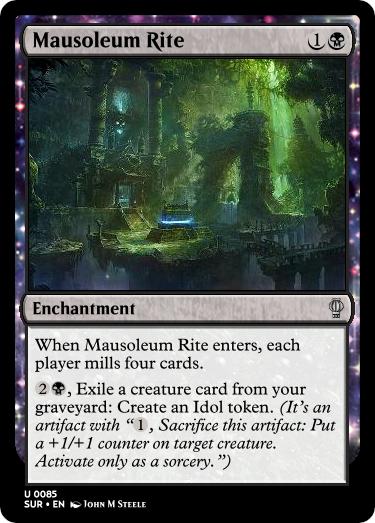 Mausoleum Rite 1
Enchantment
When Mausoleum Rite enters, each
player mills four cards.
2, Exile a creature card from your
graveyard: Create an Idol token. (It's an
artifact with “1, Sacrifice this artifact: Put
a +1/+1 counter on target creature.
Activate only as a sorcery.”)
U 0085
SUR • EN John M Steele